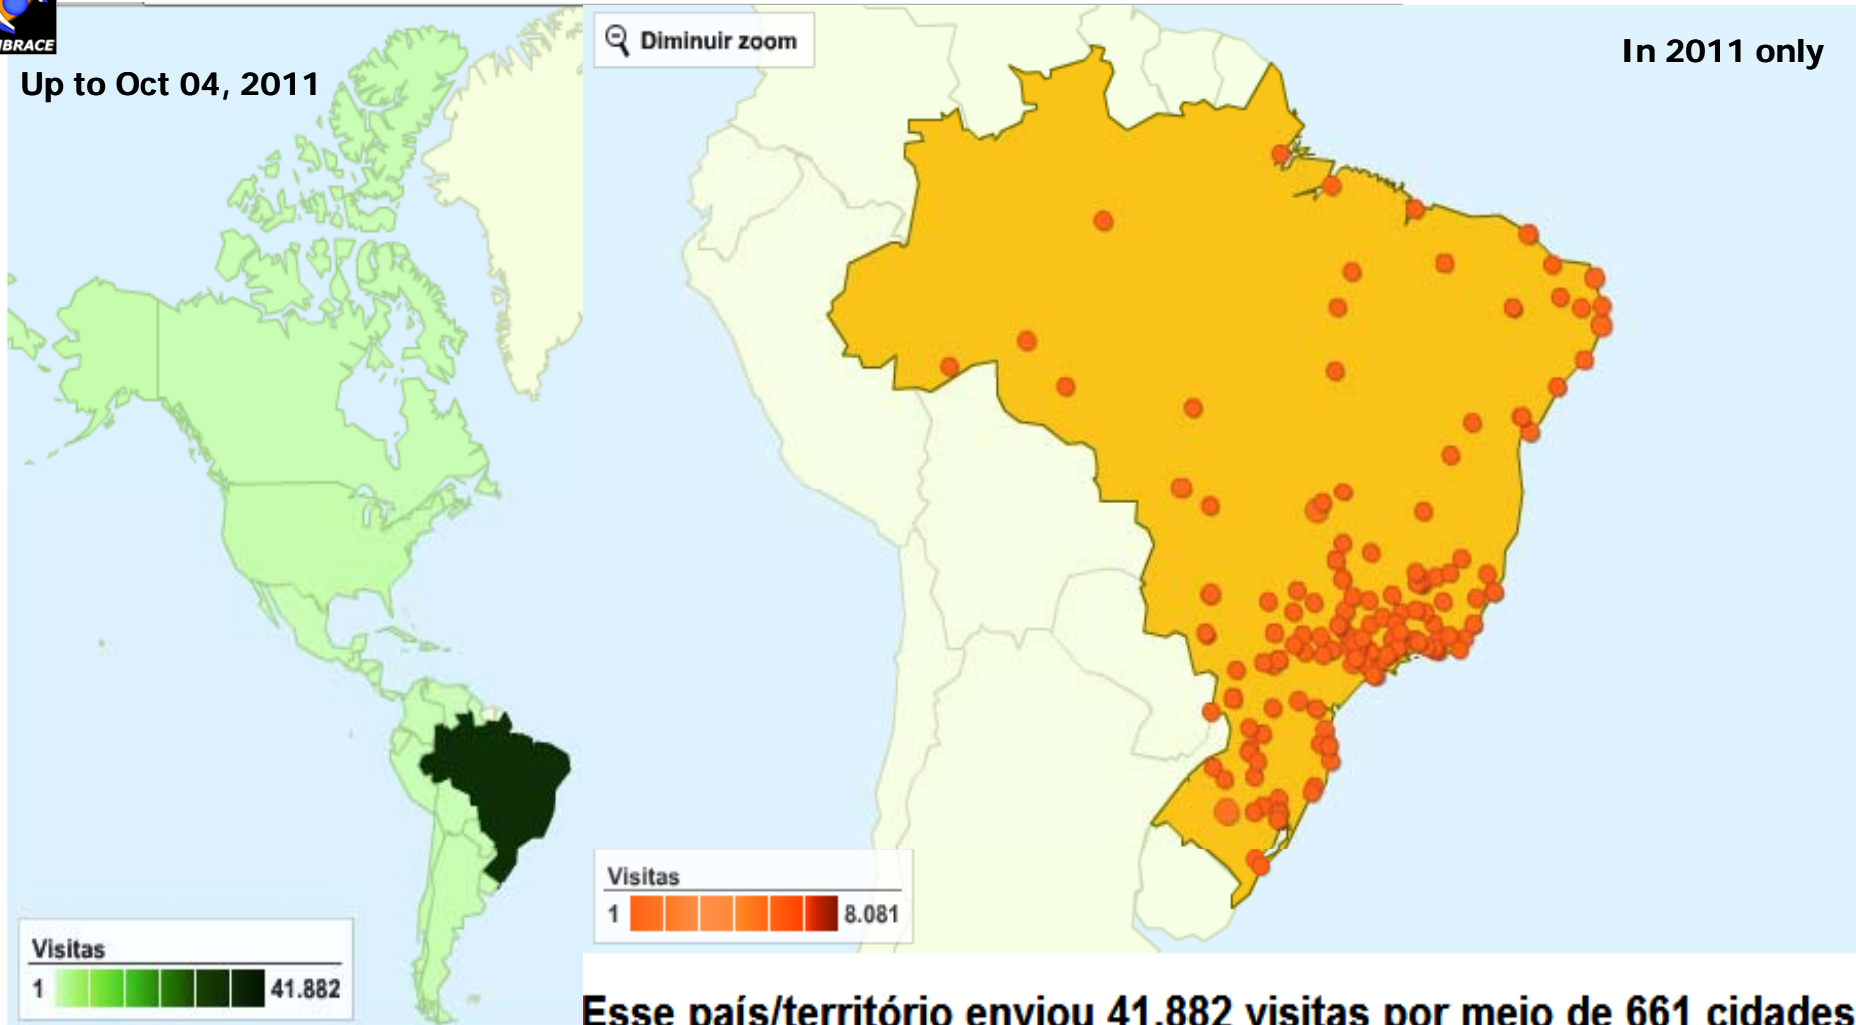 Up to Oct 04, 2011
Diminuir zoom
In 2011 only
Visitas
1 41.882
Visitas
1 8.081
Esse país/território enviou 41.882 visitas por meio de 661 cidades